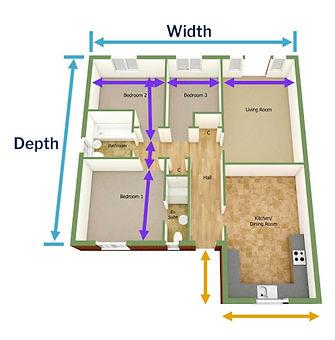 Width
Depth
Bedroom 2
Bedroom 3
Living Room
C
Bathroom
C
Bedroom 1
Hall
En
Suite
Kitchen/
Dining Room